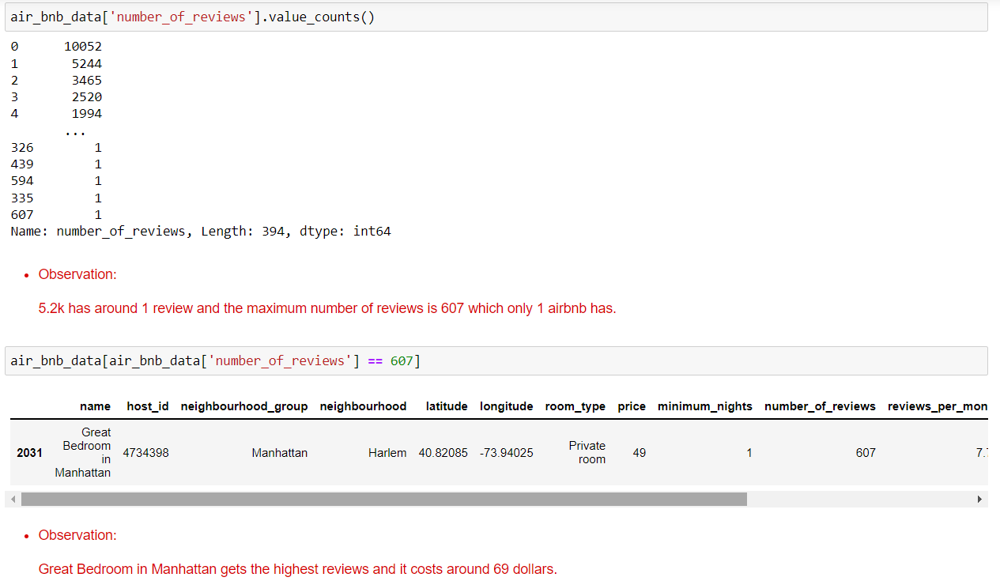 air_bnb_data['number_of_reviews'].value_counts()
0 10052
1 5244
2 3465
3 2520
4 1994
...
326 1
439 1
594 1
335 1
607 1
Name: number_of_reviews, Length: 394, dtype: int64
• Observation:
5.2k has around 1 review and the maximum number of reviews is 607 which only 1 airbnb has.
air_bnb_data[air_bnb_data['number_of_reviews'] == 607]
name host_id neighbourhood_group neighbourhood latitude longitude room_type price minimum_nights number_of_reviews reviews_per_mon
Great
Bedroom
in
Manhattan
2031 4734398 Manhattan Harlem 40.82085 -73.94025 Private
room 49 1 607 7.
• Observation:
Great Bedroom in Manhattan gets the highest reviews and it costs around 69 dollars.